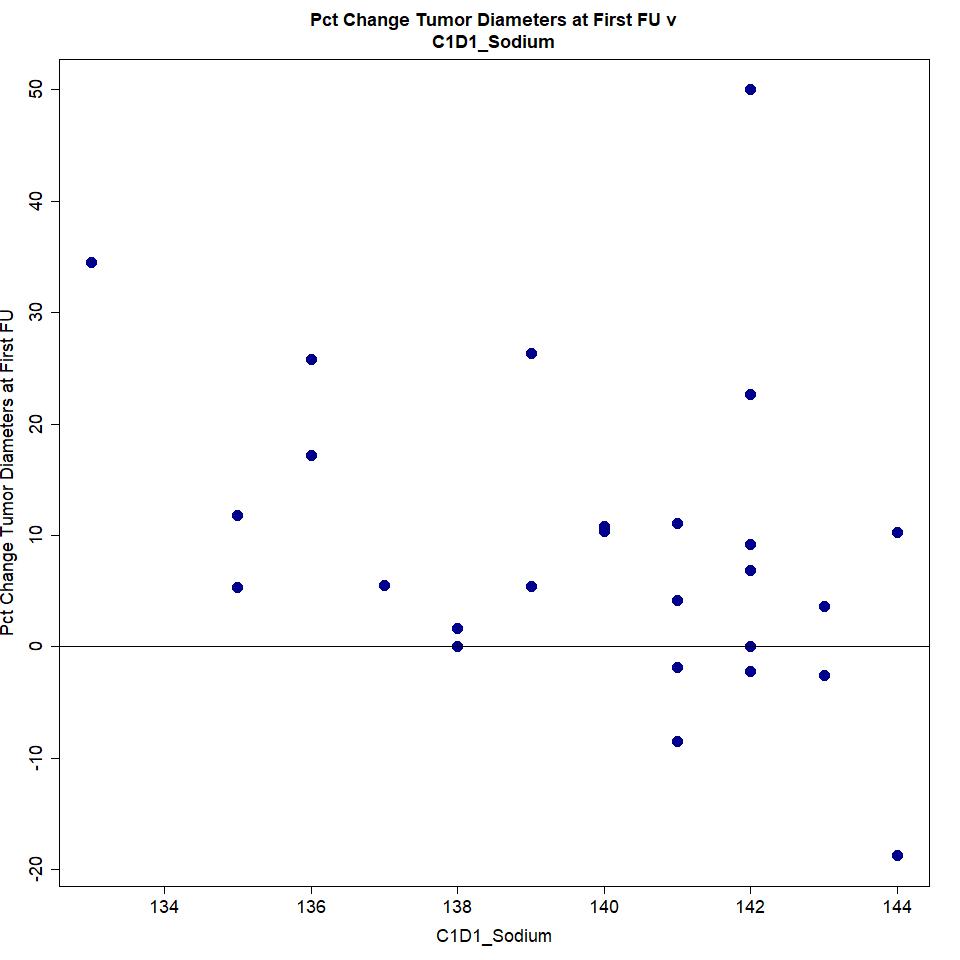 Pct Change Tumor Diameters at First FU v
C1D1_Sodium
Pct Change Tumor Diameters at First FU
50
40
30
20
10
0
-10
-20
134 136 138 140 142 144
C1D1_Sodium